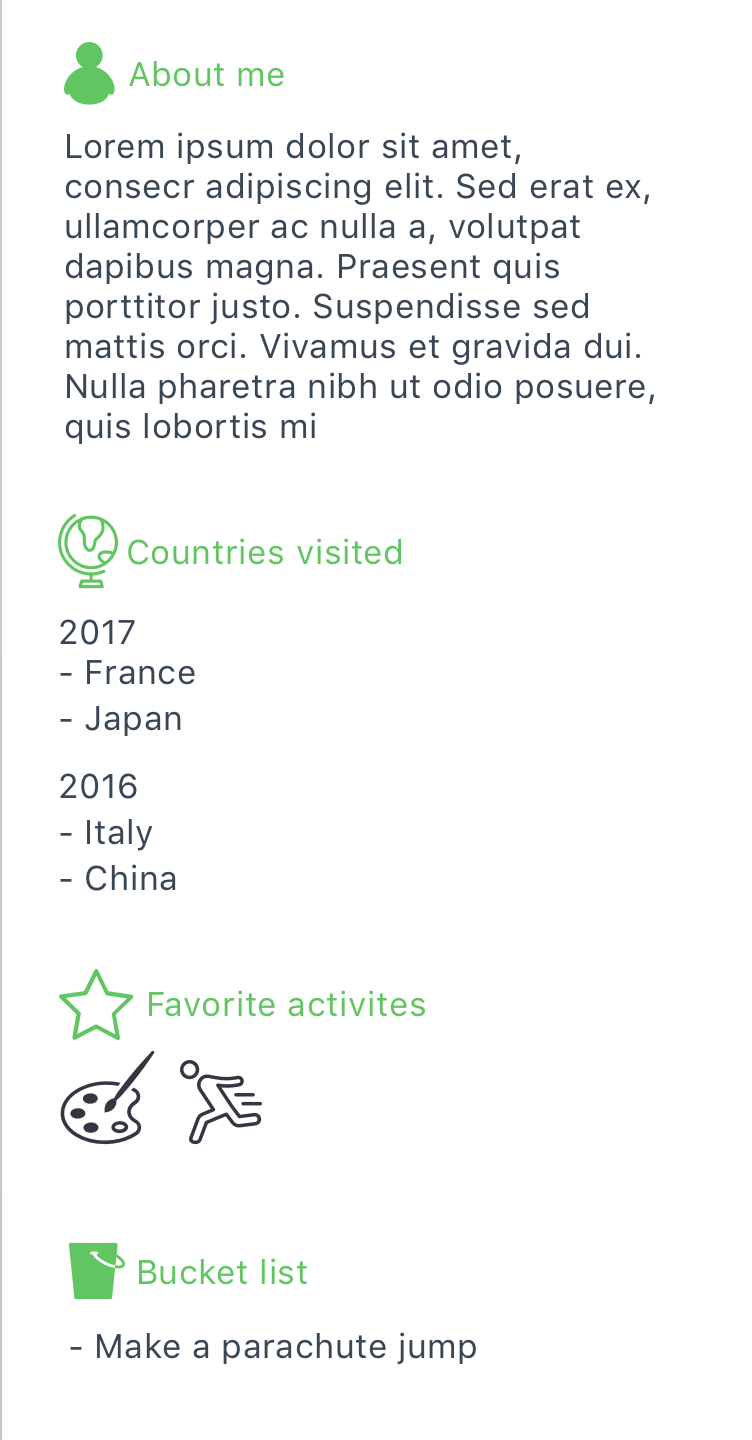 About me
Lorem ipsum dolor sit amet,
consecr adipiscing elit. Sed erat ex,
ullamcorper ac nulla a, volutpat
dapibus magna. Praesent quis
porttitor justo. Suspendisse sed
mattis orci. Vivamus et gravida dui.
Nulla pharetra nibh ut odio posuere,
quis lobortis mi
Countries visited
2017
- France
- Japan
2016
- Italy
- China
Favorite activites
Bucket list
- Make a parachute jump